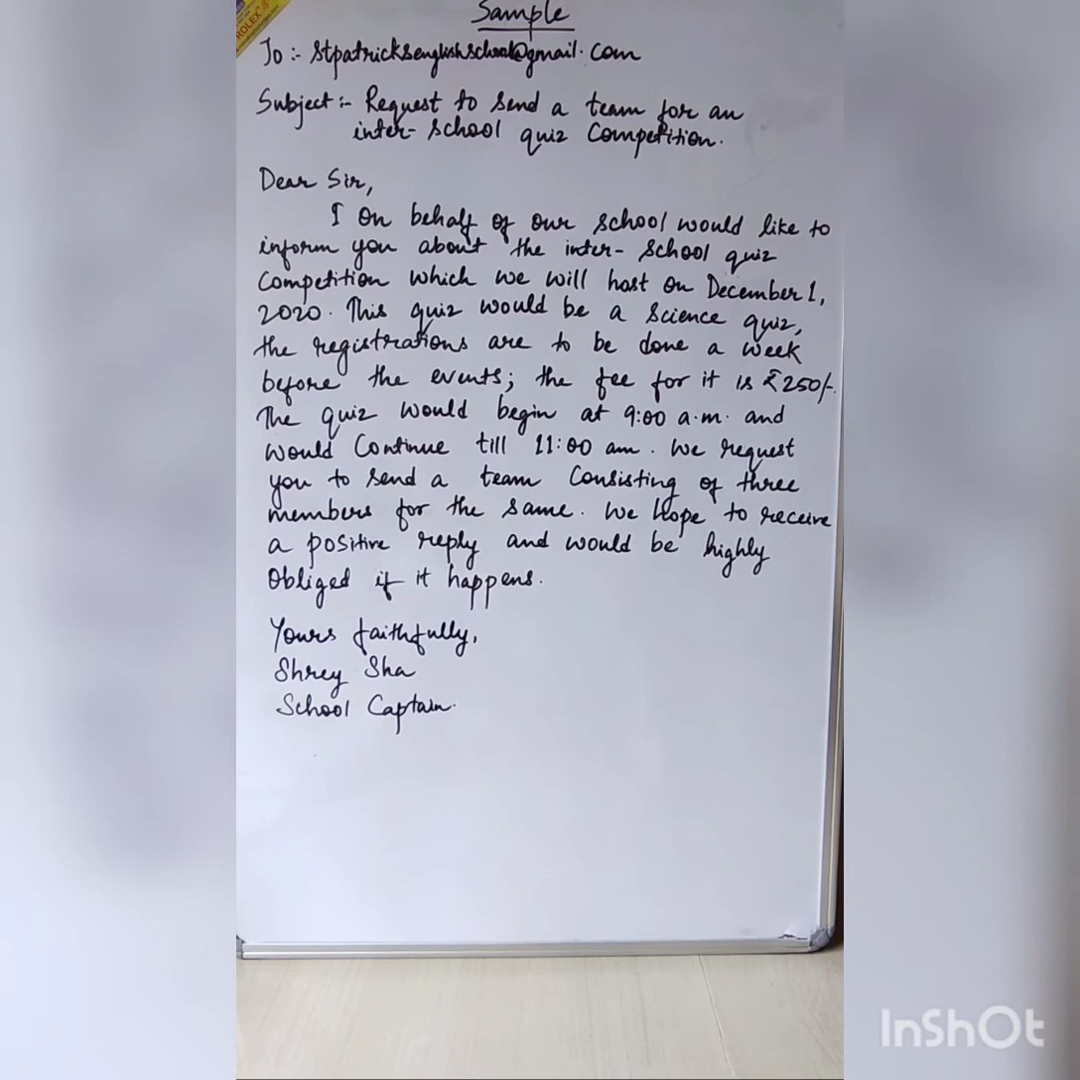 ROLEX
Sample
To :- stpatricksenglishschool@gmail.com
Subject :- Request to send a team for an
inter-school quiz Competition.
Dear Sir,
I on behalf of our school would like to
inform you about the inter-school quiz
Competition which we will host on December 1,
2020. This quiz would be a Science quiz,
the registrations are to be done a week
before the events; the fee for it is ₹250/-.
The quiz would begin at 9:00 a.m. and
would Continue till 11:00 am. We request
you to send a team Consisting of three
members for the same. We hope to receive
a positive reply and would be highly
Obliged if it happens.
Yours faithfully,
Shrey Sha
School Captain.
InShOt